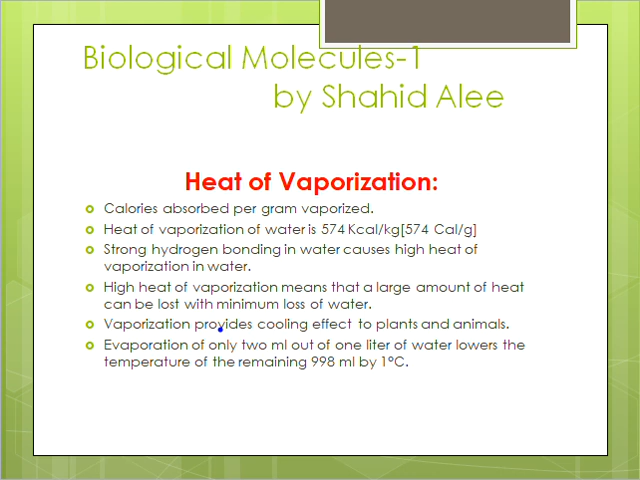 Biological Molecules-1
by Shahid Alee
Heat of Vaporization:
Calories absorbed per gram vaporized.
Heat of vaporization of water is 574 Kcal/kg[574 Cal/g]
Strong hydrogen bonding in water causes high heat of
vaporization in water.
High heat of vaporization means that a large amount of heat
can be lost with minimum loss of water.
Vaporization provides cooling effect to plants and animals.
Evaporation of only two ml out of one liter of water lowers the
temperature of the remaining 998 ml by 1°C.